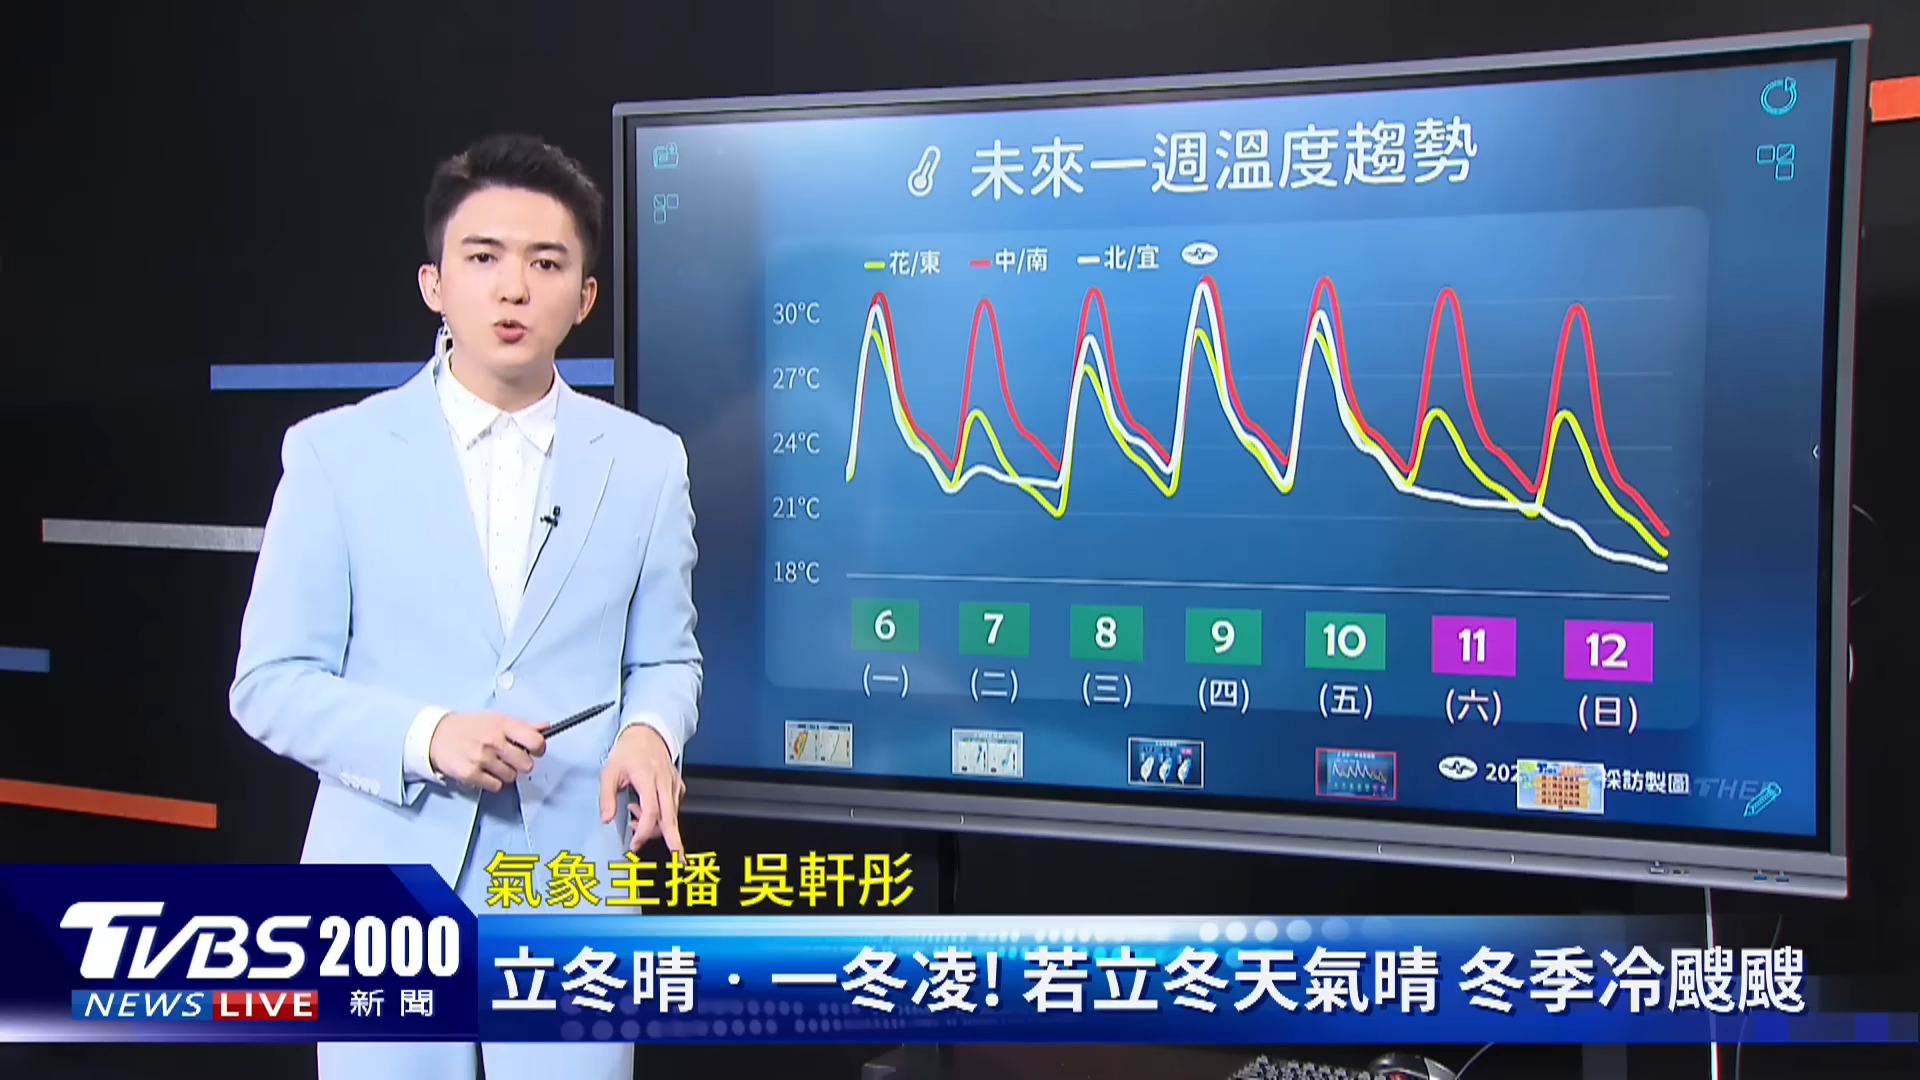 未來一週溫度趨勢
花/東 中/南 北/宜
30°C
27°C
24°C
21°C
18°C
6 7 8 9 10 11 12
(一) (二) (三) (四) (五) (六) (日)
採訪製圖
氣象主播 吳軒彤
TVBS 2000
NEWS LIVE 新聞
立冬晴·一冬凌! 若立冬天氣晴 冬季冷颼颼